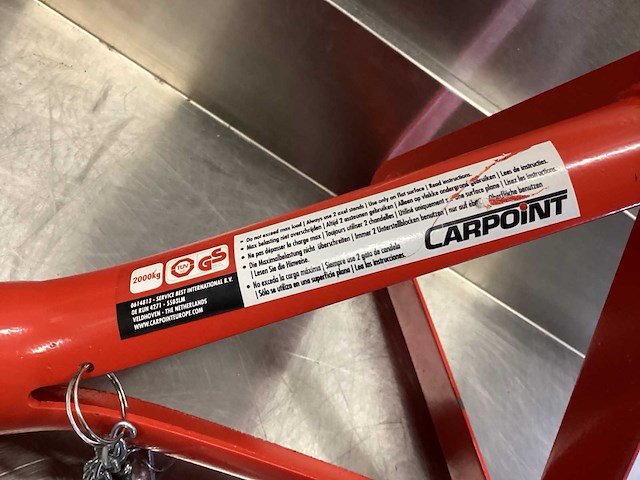 2000kg TÜV GS
0614813 - SERVICE BEST INTERNATIONAL B.V.
DE RUN 4271 - 5503LM
VELDHOVEN - THE NETHERLANDS
WWW.CARPOINTEUROPE.COM
• Do not exceed max load | Always use 2 axel stands | Use only on flat surface | Read instructions.
• Max belasting niet overschrijden | Altijd 2 assteunen gebruiken | Alleen op vlakke ondergrond gebruiken | Lees de instructies.
• Ne pas dépasser la charge max | Toujours utiliser 2 chandelles | Utilisé uniquement une surface plane | Lisez les instructions.
• Die Maximalbelastung nicht überschreiten | Immer 2 Unterstellböcken benutzen | nur auf Oberfläche benutzen
| Lesen Sie die Hinweise.
• No exceda la carga máxima | Siempre use 2 gato de candela
| Sólo se utiliza en una superficie plana | Lea las instrucciones.
CARPOINT